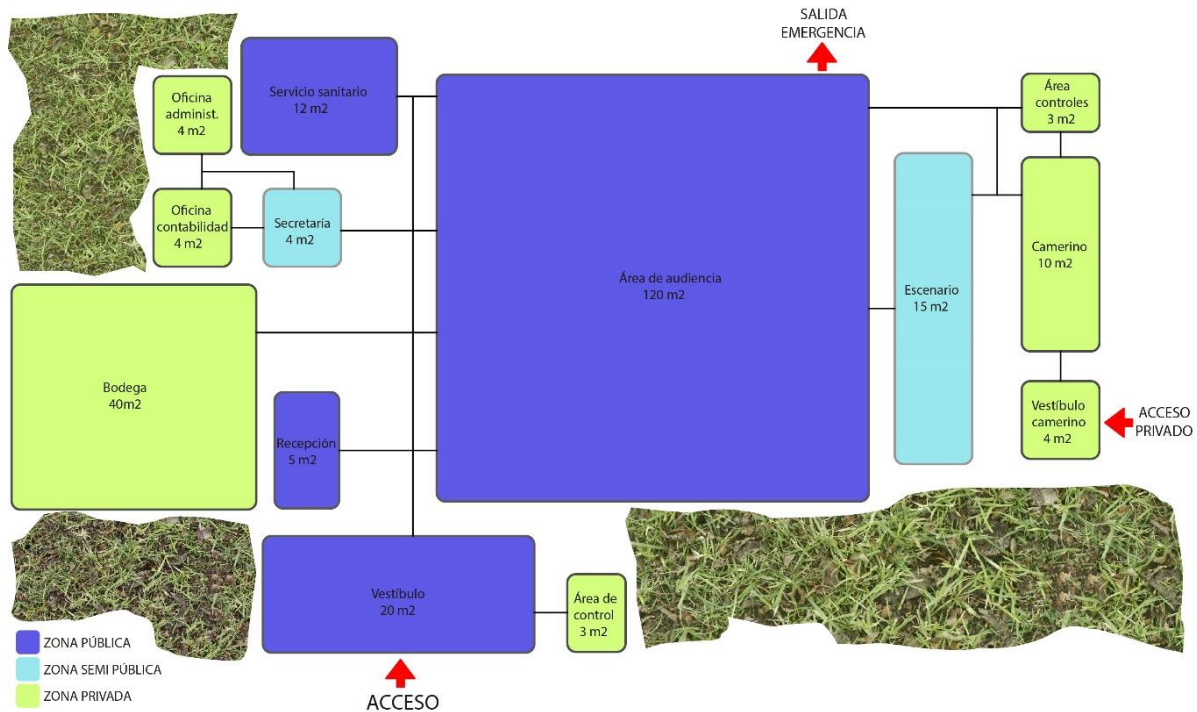 SALIDA
EMERGENCIA
Servicio sanitario
12 m2
Oficina
administ.
4 m2
Área
controles
3 m2
Oficina
contabilidad
4 m2
Secretaría
4 m2
Área de audiencia
120 m2
Escenario
15 m2
Camerino
10 m2
Bodega
40m2
Recepción
5 m2
Vestíbulo
camerino
4 m2
ACCESO
PRIVADO
Vestíbulo
20 m2
Área de
control
3 m2
ZONA PÚBLICA
ZONA SEMI PÚBLICA
ZONA PRIVADA
ACCESO